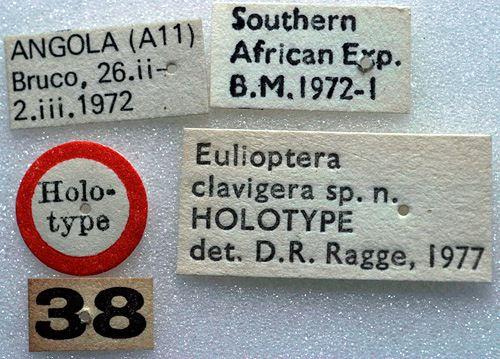 ANGOLA (A11)
Bruco, 26.ii-
2.iii.1972
Southern
African Exp.
B.M.1972-1
Holo-
type
Eulioptera
clavigera sp. n.
HOLOTYPE
det. D.R. Ragge, 1977
38